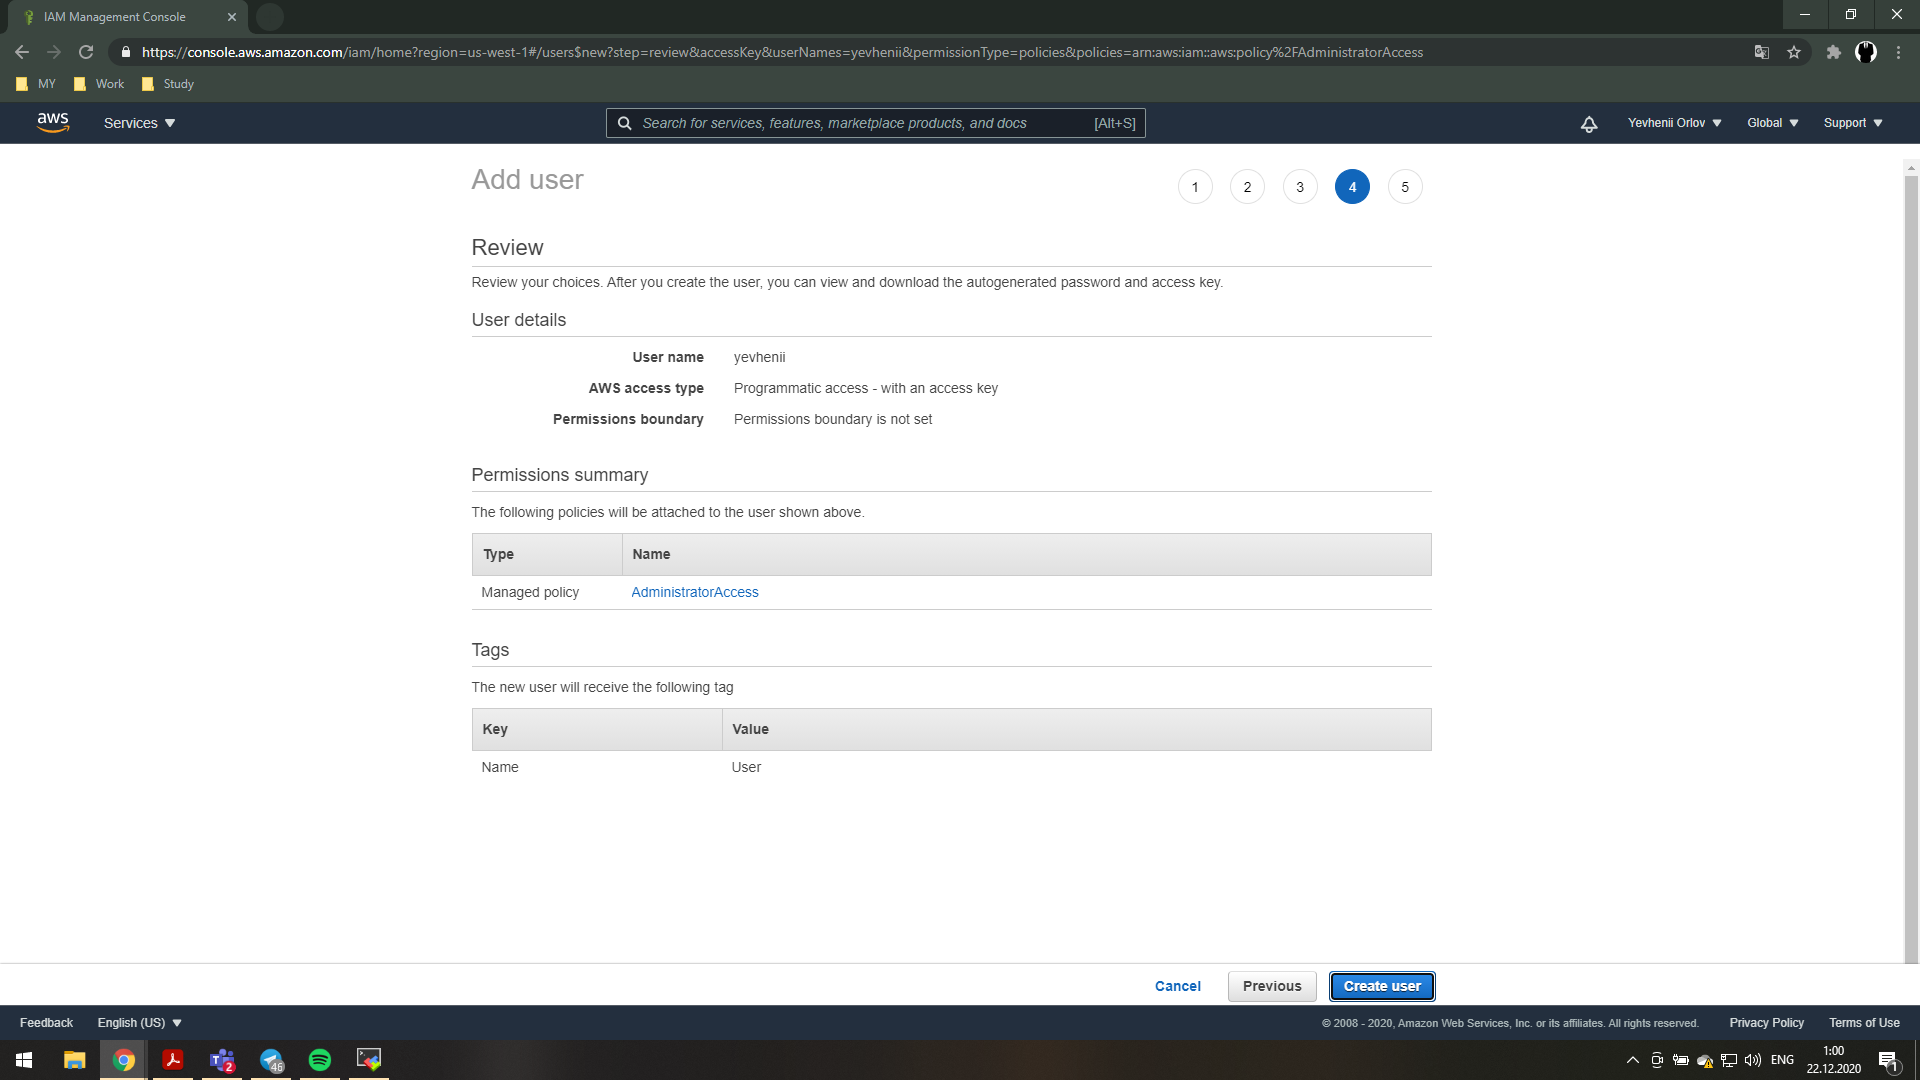 IAM Management Console
https://console.aws.amazon.com/iam/home?region=us-west-1#/users$new?step=review&accessKey&userNames=yevhenii&permissionType=policies&policies=arn:aws:iam::aws:policy%2FAdministratorAccess
MY Work Study
aws Services Search for services, features, marketplace products, and docs [Alt+S] Yevhenii Orlov Global Support
Add user 1 2 3 4 5
Review
Review your choices. After you create the user, you can view and download the autogenerated password and access key.
User details
User name yevhenii
AWS access type Programmatic access - with an access key
Permissions boundary Permissions boundary is not set
Permissions summary
The following policies will be attached to the user shown above.
Type Name
Managed policy AdministratorAccess
Tags
The new user will receive the following tag
Key Value
Name User
Cancel Previous Create user
Feedback English (US) © 2008 - 2020, Amazon Web Services, Inc. or its affiliates. All rights reserved. Privacy Policy Terms of Use
T 2 46 ENG 1:00
22.12.2020 1